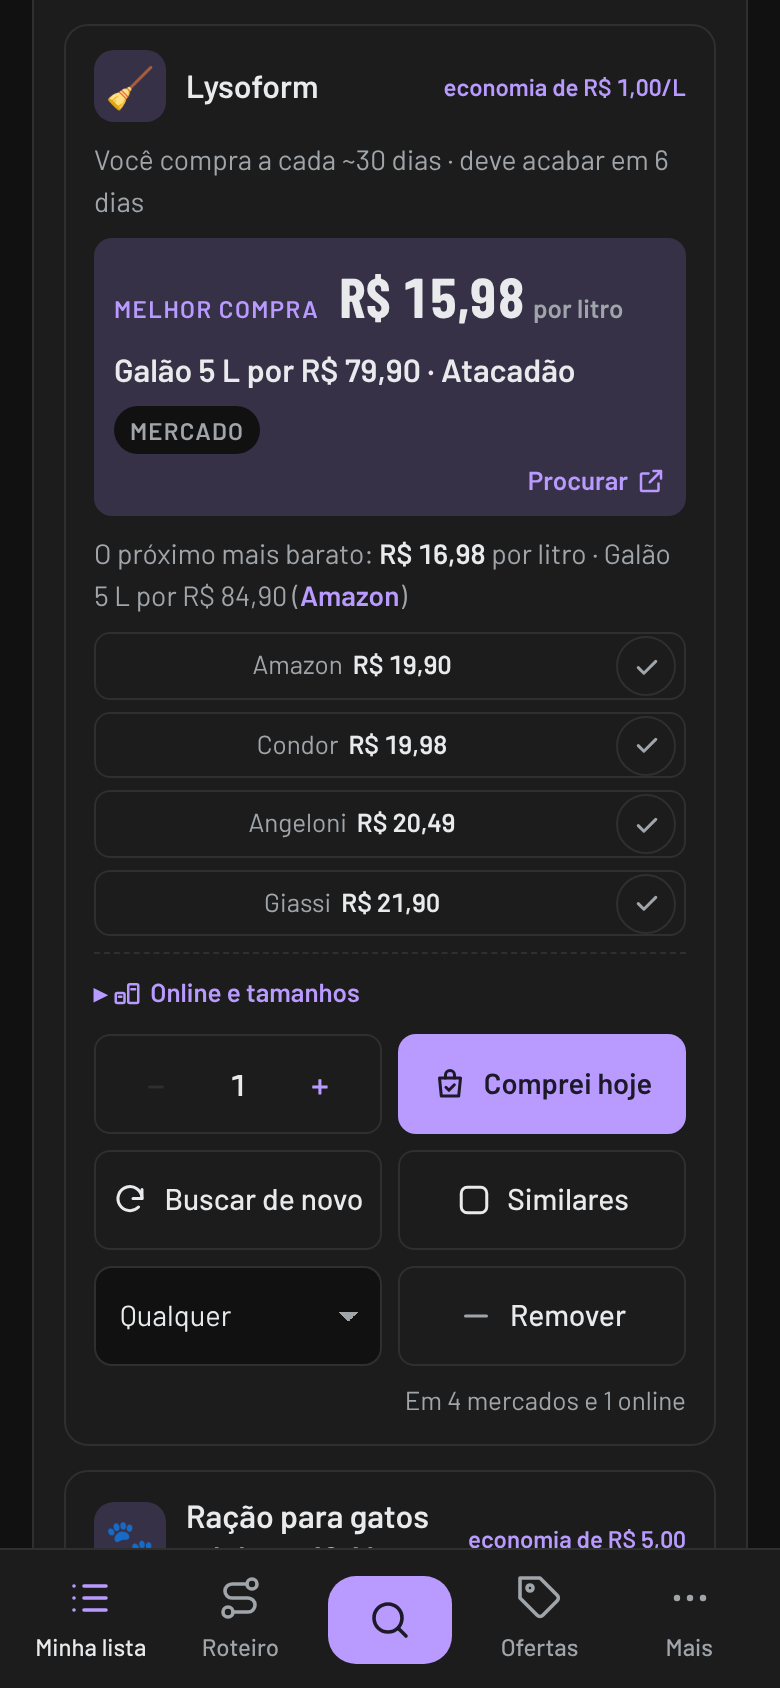 Lysoform
economia de R$ 1,00/L
Você compra a cada ~30 dias · deve acabar em 6
dias
MELHOR COMPRA R$ 15,98 por litro
Galão 5 L por R$ 79,90 · Atacadão
MERCADO
Procurar
O próximo mais barato: R$ 16,98 por litro · Galão
5 L por R$ 84,90 (Amazon)
Amazon R$ 19,90
Condor R$ 19,98
Angeloni R$ 20,49
Giassi R$ 21,90
Online e tamanhos
− 1 +
Comprei hoje
Buscar de novo
Similares
Qualquer
Remover
Em 4 mercados e 1 online
Ração para gatos
economia de R$ 5,00
Minha lista
Roteiro
Ofertas
Mais